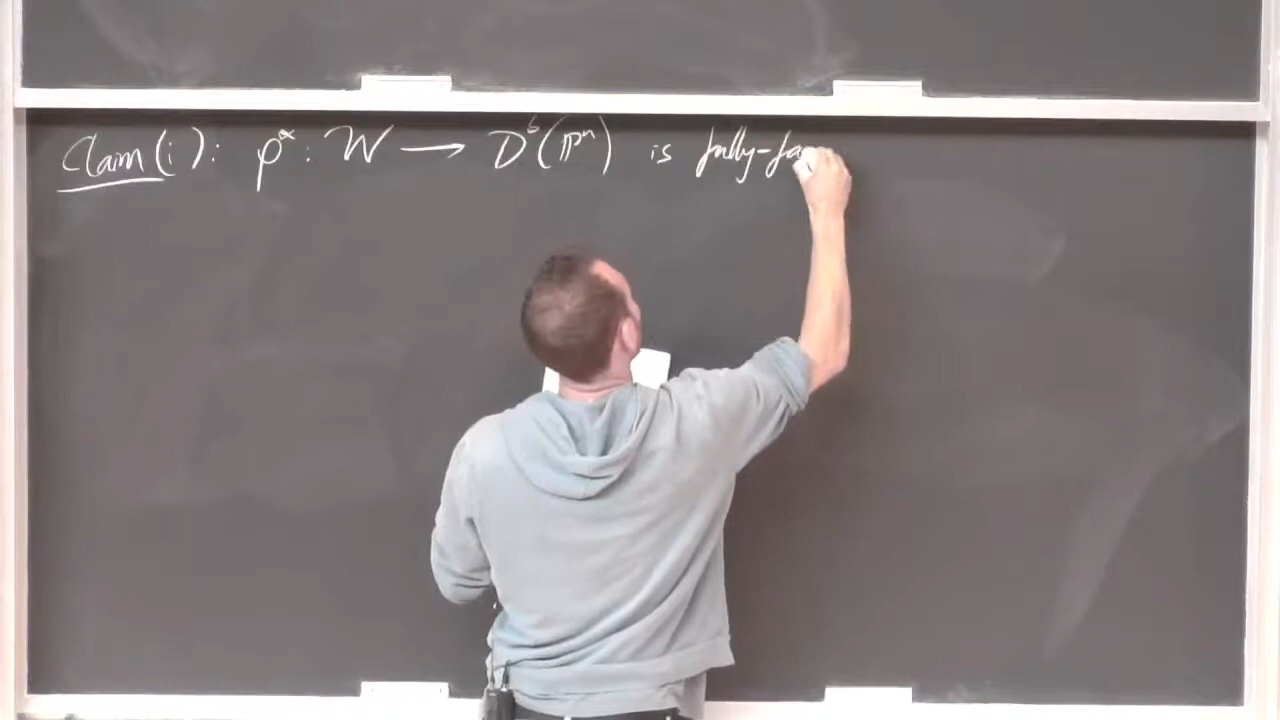 Claim (i): p* : W ⟶ D^b(ℙ^n) is fully-fa